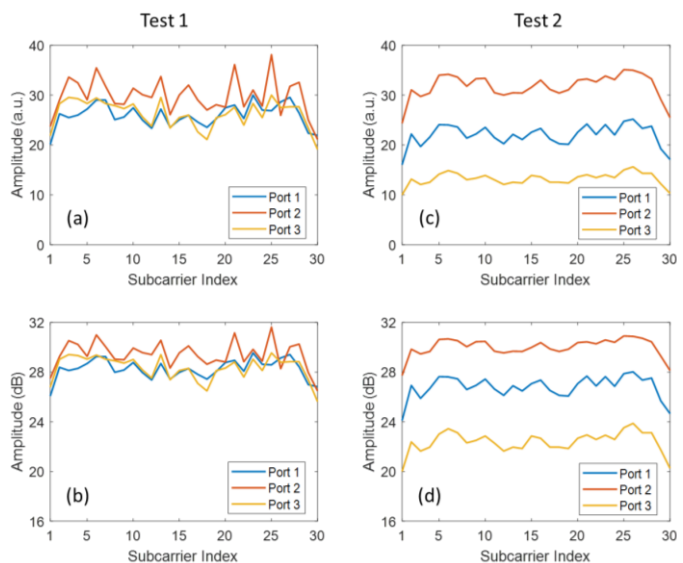 Test 1
Test 2
40
30
20
10
0
Amplitude (a.u.)
(a)
Port 1
Port 2
Port 3
1 5 10 15 20 25 30
Subcarrier Index
40
30
20
10
0
Amplitude (a.u.)
(c)
Port 1
Port 2
Port 3
1 5 10 15 20 25 30
Subcarrier Index
32
28
24
20
16
Amplitude (dB)
(b)
Port 1
Port 2
Port 3
1 5 10 15 20 25 30
Subcarrier Index
32
28
24
20
16
Amplitude (dB)
(d)
Port 1
Port 2
Port 3
1 5 10 15 20 25 30
Subcarrier Index